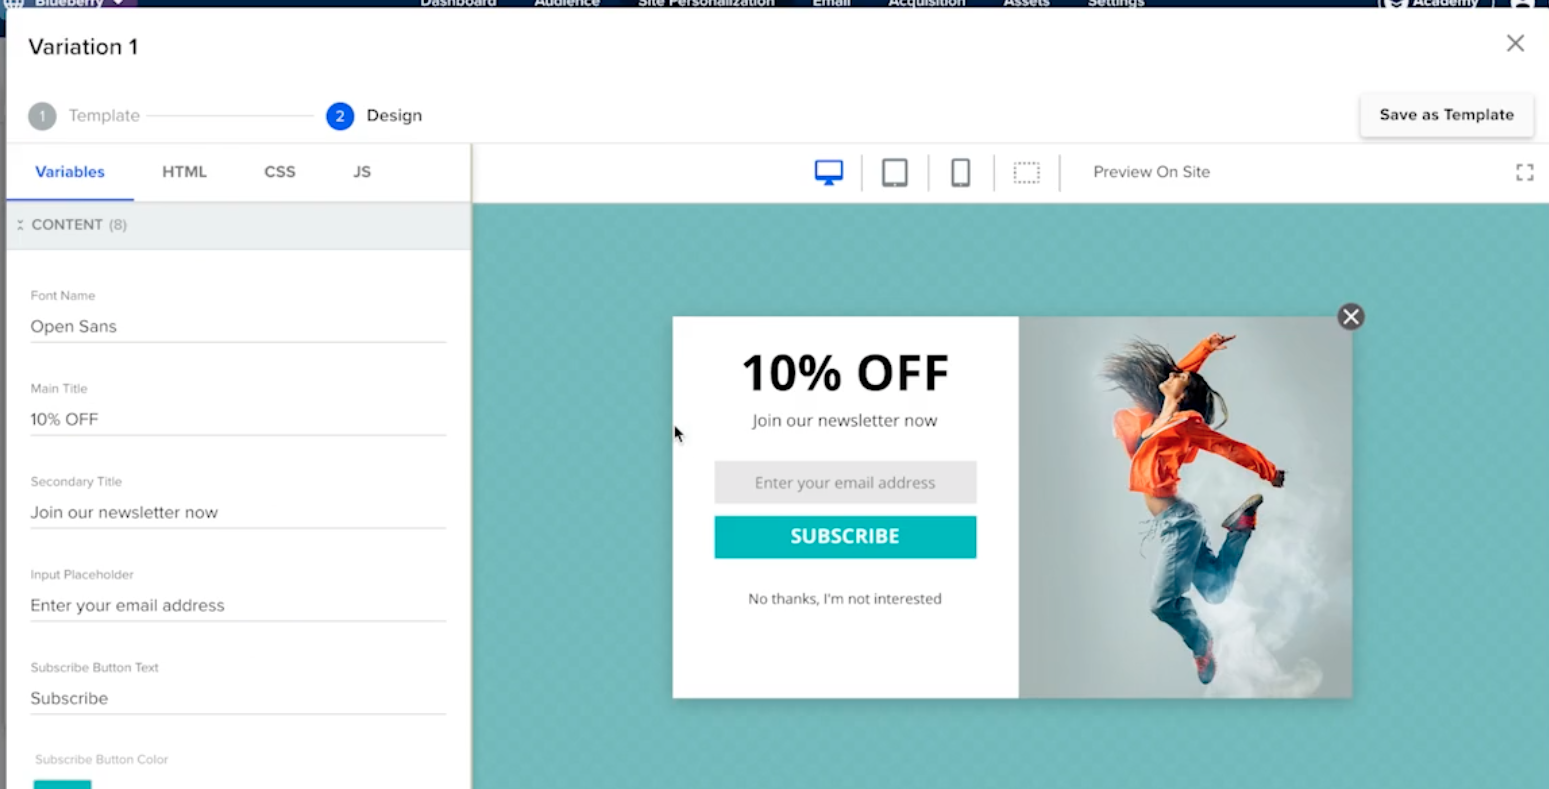 Blueberry Dashboard Audience Site Personalization Email Acquisition Assets Settings Academy
Variation 1
1 Template 2 Design Save as Template
Variables HTML CSS JS Preview On Site
CONTENT (8)
Font Name
Open Sans
Main Title
10% OFF
Secondary Title
Join our newsletter now
Input Placeholder
Enter your email address
Subscribe Button Text
Subscribe
Subscribe Button Color
10% OFF
Join our newsletter now
Enter your email address
SUBSCRIBE
No thanks, I'm not interested